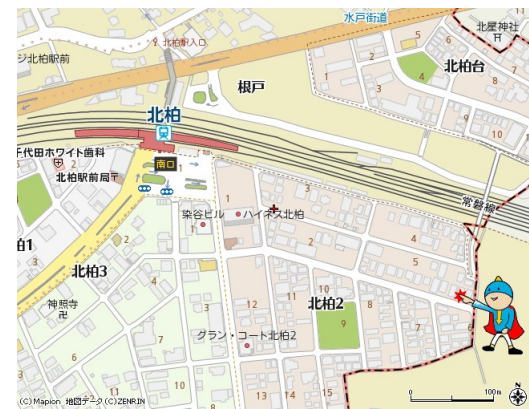 水戸街道
北柏駅入口
北星神社
ジ北柏駅前
根戸
北柏台
北柏
千代田ホワイト歯科
南口
北柏駅前局
常磐線
染谷ビル
ハイネス北柏
柏1
北柏3
北柏2
神照寺
グラン・コート北柏2
0 100m
(C) Mapion 地図データ(C)ZENRIN